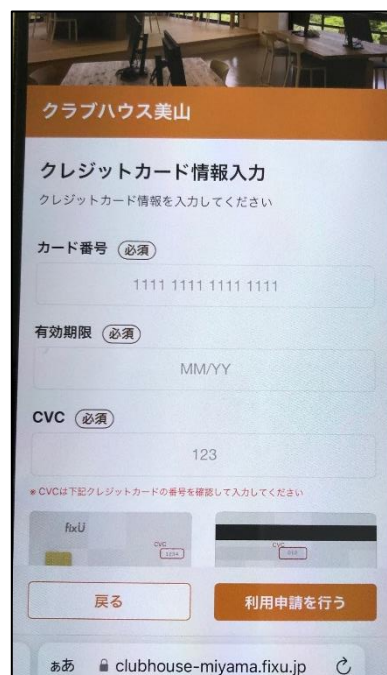 クラブハウス美山
クレジットカード情報入力
クレジットカード情報を入力してください
カード番号 必須
1111 1111 1111 1111
有効期限 必須
MM/YY
CVC 必須
123
※CVCは下記クレジットカードの番号を確認して入力してください
fixU
CVC
1234
CVC
戻る
利用申請を行う
ぁあ clubhouse-miyama.fixu.jp